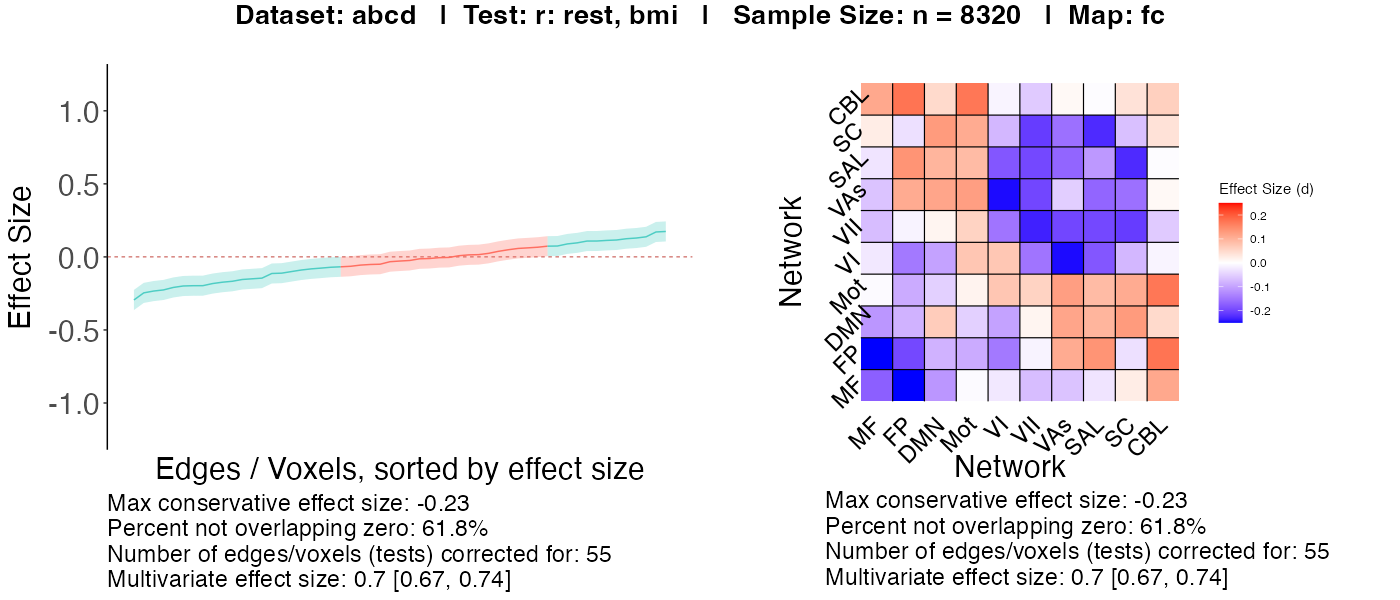 Dataset: abcd | Test: r: rest, bmi | Sample Size: n = 8320 | Map: fc
Effect Size
1.0
0.5
0.0
-0.5
-1.0
Edges / Voxels, sorted by effect size
Max conservative effect size: -0.23
Percent not overlapping zero: 61.8%
Number of edges/voxels (tests) corrected for: 55
Multivariate effect size: 0.7 [0.67, 0.74]
Network
CBL
SC
SAL
VAs
VII
VI
Mot
DMN
FP
MF
MF FP DMN Mot VI VII VAs SAL SC CBL
Network
Effect Size (d)
0.2
0.1
0.0
-0.1
-0.2
Max conservative effect size: -0.23
Percent not overlapping zero: 61.8%
Number of edges/voxels (tests) corrected for: 55
Multivariate effect size: 0.7 [0.67, 0.74]